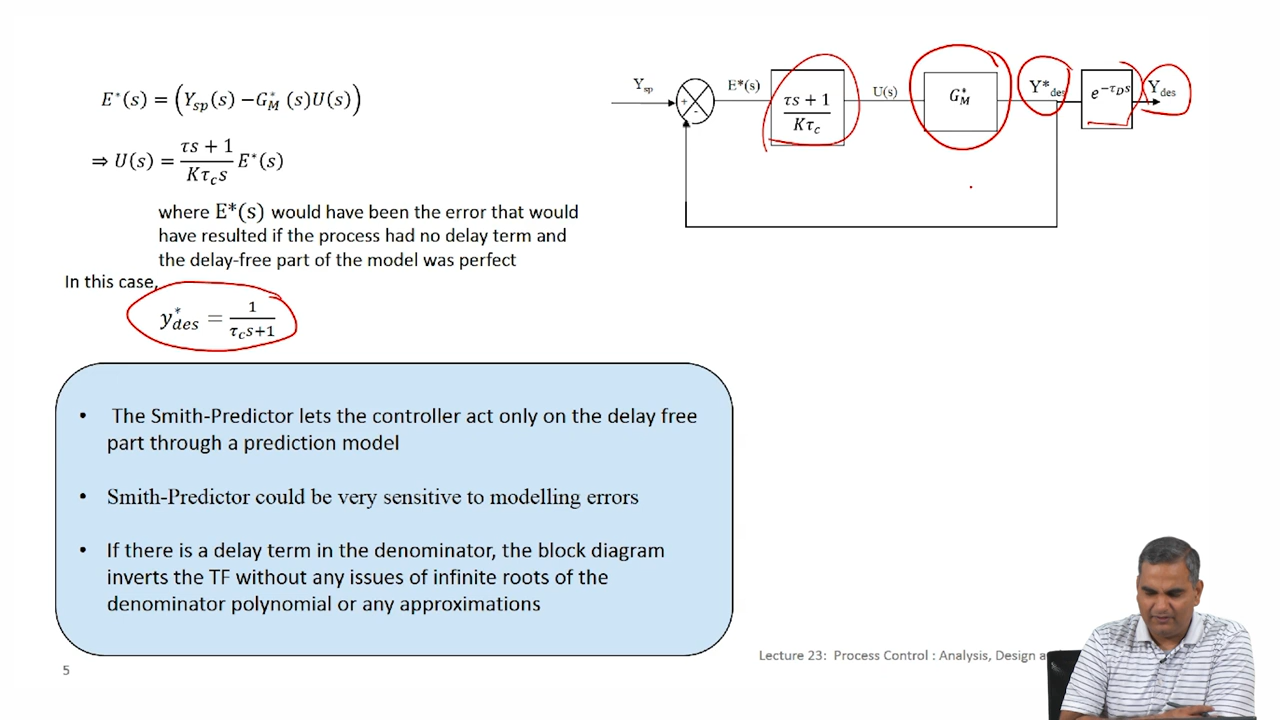 E*(s) = (Y_sp(s) −G*_M (s)U(s))
⇒ U(s) = τs + 1 / Kτ_c s E*(s)
where E*(s) would have been the error that would
have resulted if the process had no delay term and
the delay-free part of the model was perfect
In this case,
y*_des = 1 / τ_c s+1
Y_sp
+
-
E*(s)
τs + 1 / Kτ_c
U(s)
G*_M
Y*_des
e^−τ_D s
Y_des
• The Smith-Predictor lets the controller act only on the delay free
part through a prediction model
• Smith-Predictor could be very sensitive to modelling errors
• If there is a delay term in the denominator, the block diagram
inverts the TF without any issues of infinite roots of the
denominator polynomial or any approximations
Lecture 23: Process Control : Analysis, Design
5